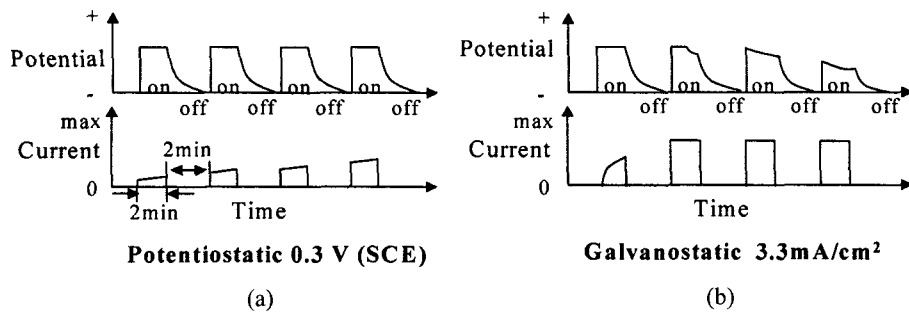 +
Potential
on on on on
-
off off off off
max
Current
2min
0
2min
Time
Potentiostatic 0.3 V (SCE)
(a)
+
Potential
on on on on
-
off off off off
max
Current
0
Time
Galvanostatic 3.3mA/cm²
(b)